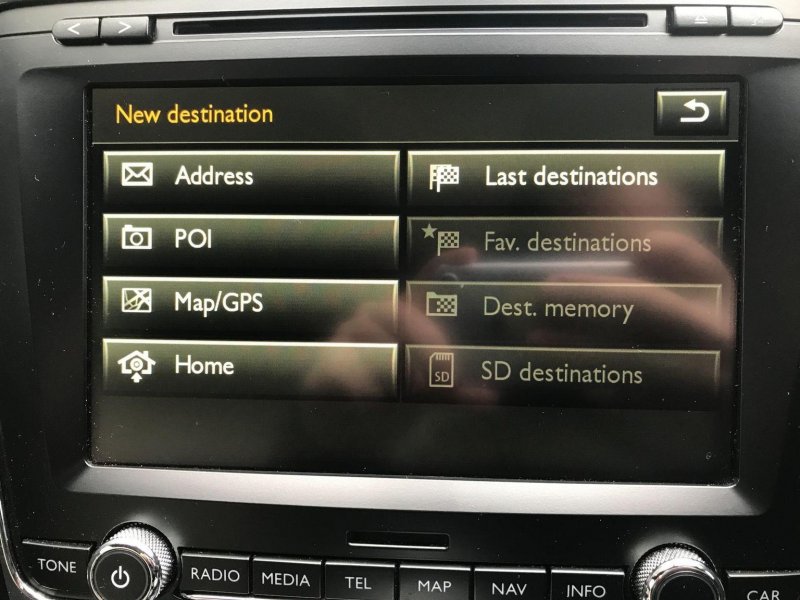 New destination
Address
Last destinations
POI
Fav. destinations
Map/GPS
Dest. memory
Home
SD
SD destinations
TONE
RADIO
MEDIA
TEL
MAP
NAV
INFO
CAR